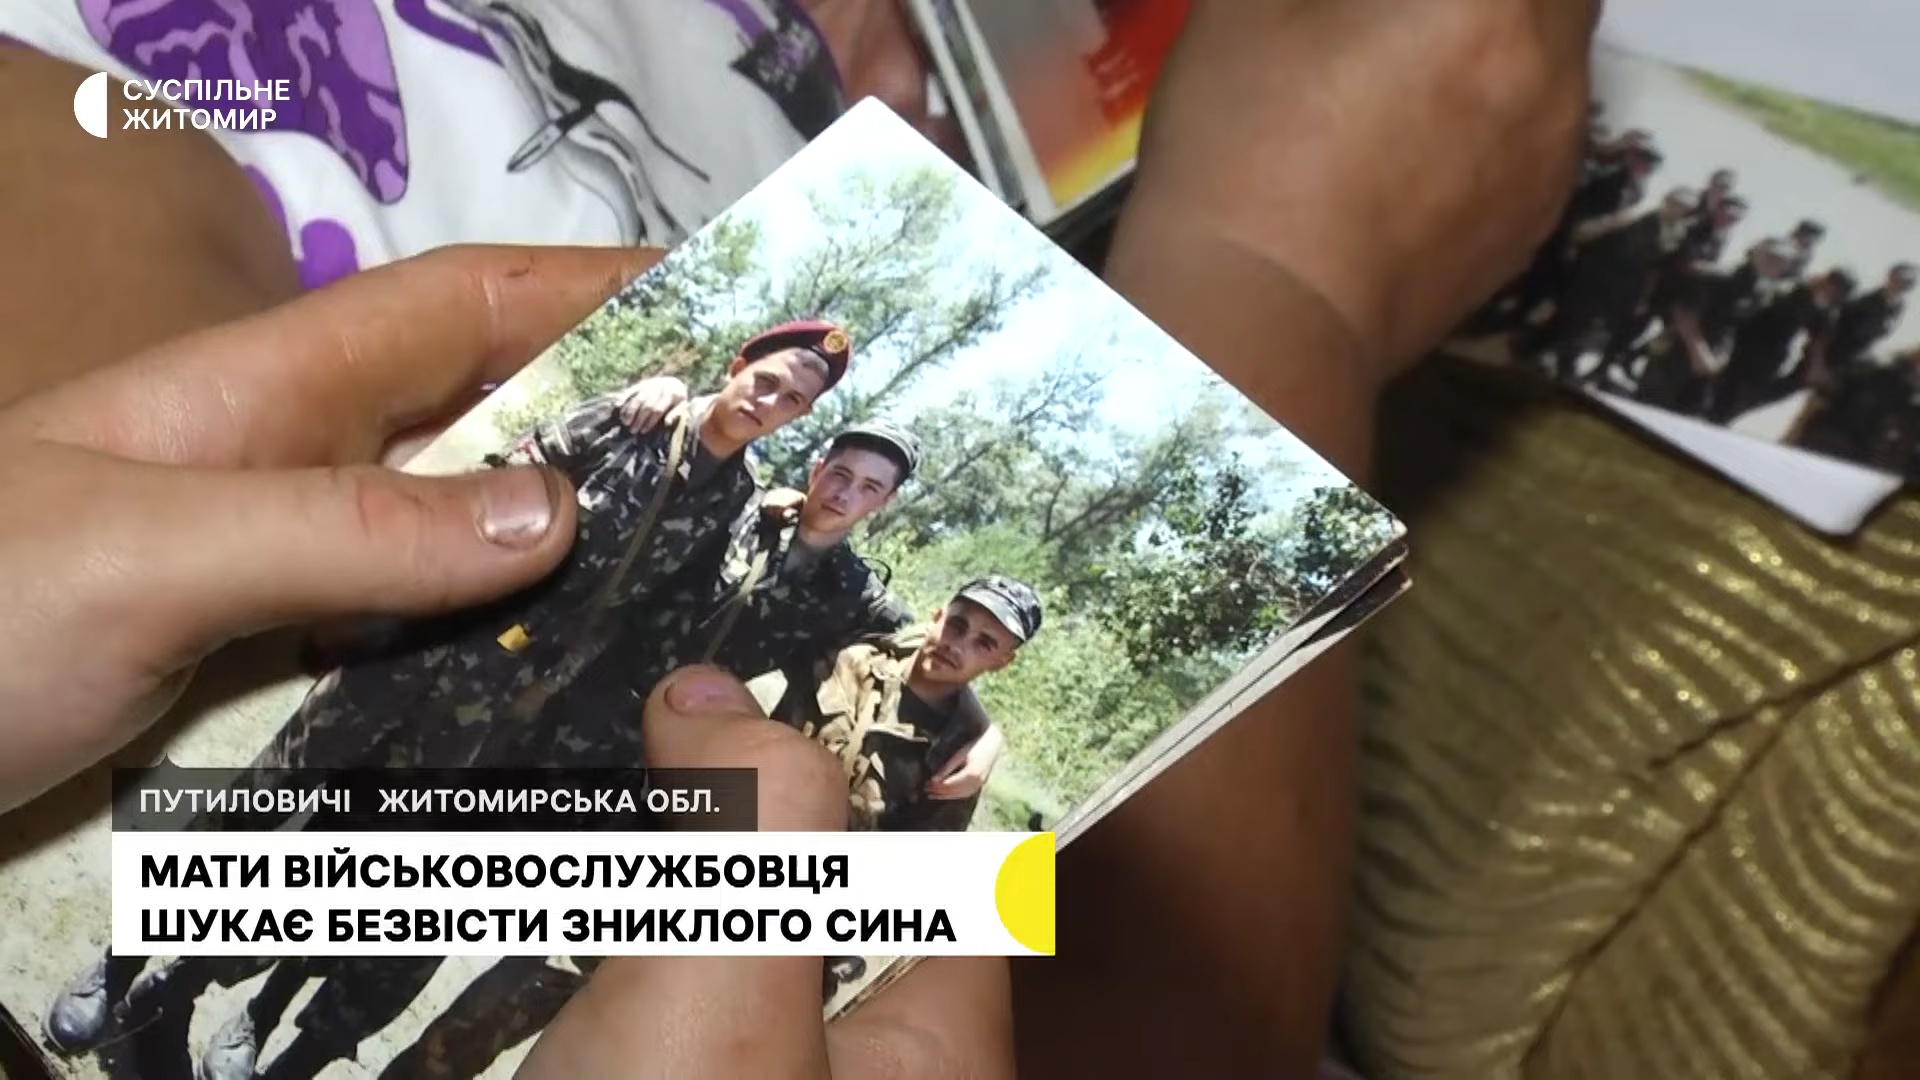 СУСПІЛЬНЕ
ЖИТОМИР
ПУТИЛОВИЧІ ЖИТОМИРСЬКА ОБЛ.
МАТИ ВІЙСЬКОВОСЛУЖБОВЦЯ
ШУКАЄ БЕЗВІСТИ ЗНИКЛОГО СИНА